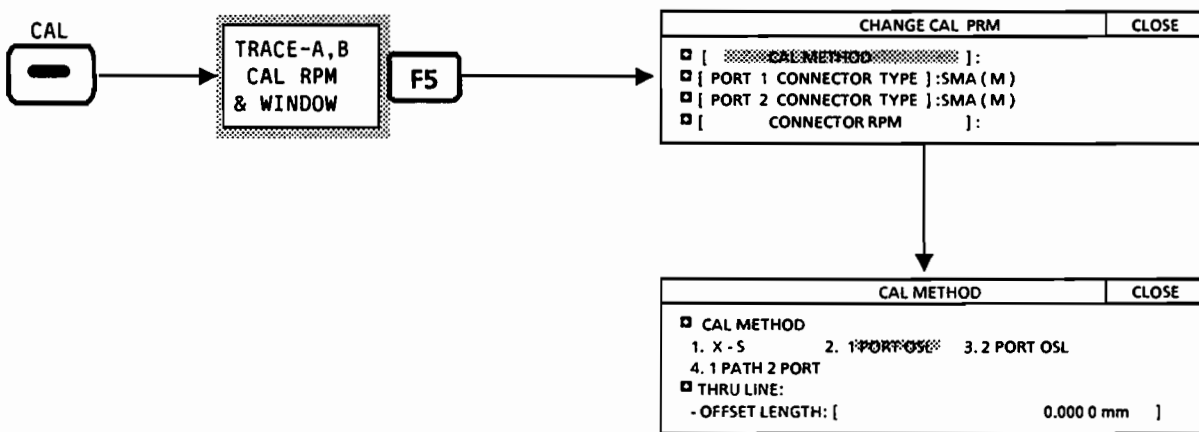 CAL
TRACE-A,B
CAL RPM
& WINDOW
F5
CHANGE CAL PRM CLOSE
[ CAL METHOD ]:
[ PORT 1 CONNECTOR TYPE ]:SMA (M)
[ PORT 2 CONNECTOR TYPE ]:SMA (M)
[ CONNECTOR RPM ]:
CAL METHOD CLOSE
CAL METHOD
1. X - S 2. 1 PORT OSL 3. 2 PORT OSL
4. 1 PATH 2 PORT
THRU LINE:
- OFFSET LENGTH: [ 0.000 0 mm ]